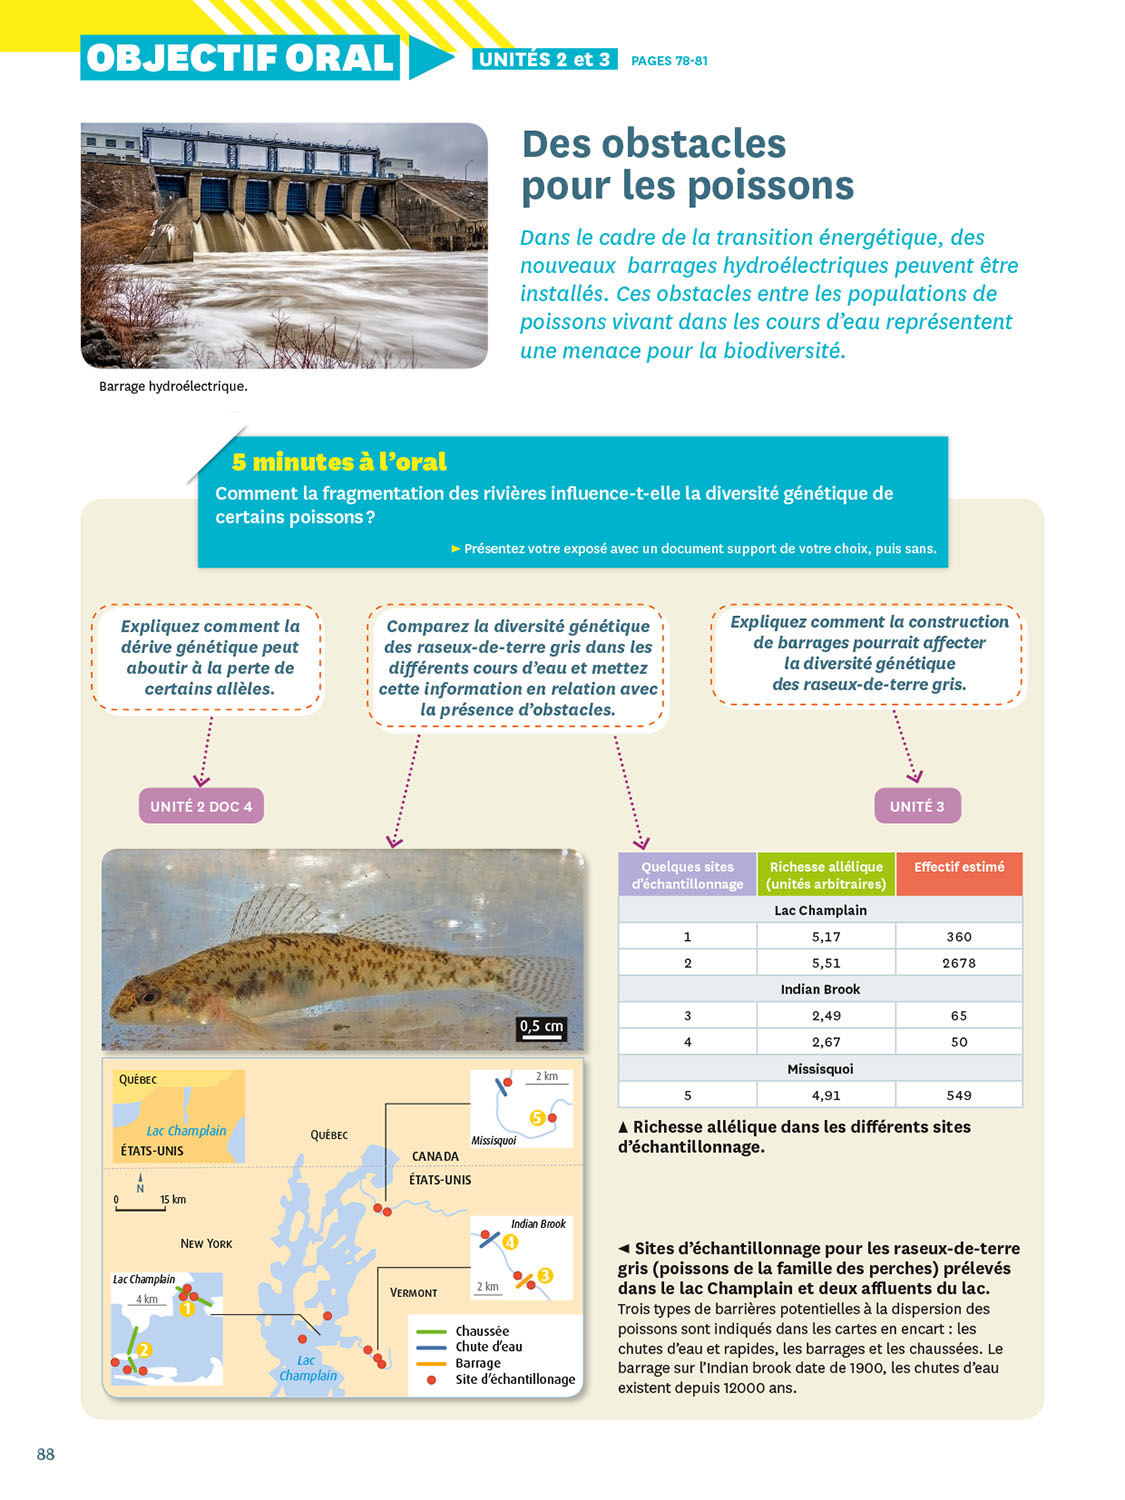 OBJECTIF ORAL
UNITÉS 2 et 3
PAGES 78-81
Des obstacles
pour les poissons
Dans le cadre de la transition énergétique, des
nouveaux barrages hydroélectriques peuvent être
installés. Ces obstacles entre les populations de
poissons vivant dans les cours d'eau représentent
une menace pour la biodiversité.
Barrage hydroélectrique.
5 minutes à l'oral
Comment la fragmentation des rivières influence-t-elle la diversité génétique de
certains poissons ?
► Présentez votre exposé avec un document support de votre choix, puis sans.
Expliquez comment la
dérive génétique peut
aboutir à la perte de
certains allèles.
Comparez la diversité génétique
des raseux-de-terre gris dans les
différents cours d'eau et mettez
cette information en relation avec
la présence d'obstacles.
Expliquez comment la construction
de barrages pourrait affecter
la diversité génétique
des raseux-de-terre gris.
UNITÉ 2 DOC 4
UNITÉ 3
0,5 cm
Quelques sites
d'échantillonnage
Richesse allélique
(unités arbitraires)
Effectif estimé
Lac Champlain
1 5,17 360
2 5,51 2678
Indian Brook
3 2,49 65
4 2,67 50
Missisquoi
5 4,91 549
▲ Richesse allélique dans les différents sites
d'échantillonnage.
QUÉBEC
Lac Champlain
ÉTATS-UNIS
N
0 15 km
QUÉBEC
CANADA
ÉTATS-UNIS
2 km
5
Missisquoi
NEW YORK
Indian Brook
4
3
2 km
VERMONT
Lac Champlain
4 km
1
2
Lac
Champlain
Chaussée
Chute d'eau
Barrage
Site d'échantillonage
◄ Sites d'échantillonnage pour les raseux-de-terre
gris (poissons de la famille des perches) prélevés
dans le lac Champlain et deux affluents du lac.
Trois types de barrières potentielles à la dispersion des
poissons sont indiqués dans les cartes en encart : les
chutes d'eau et rapides, les barrages et les chaussées. Le
barrage sur l'Indian brook date de 1900, les chutes d'eau
existent depuis 12000 ans.
88